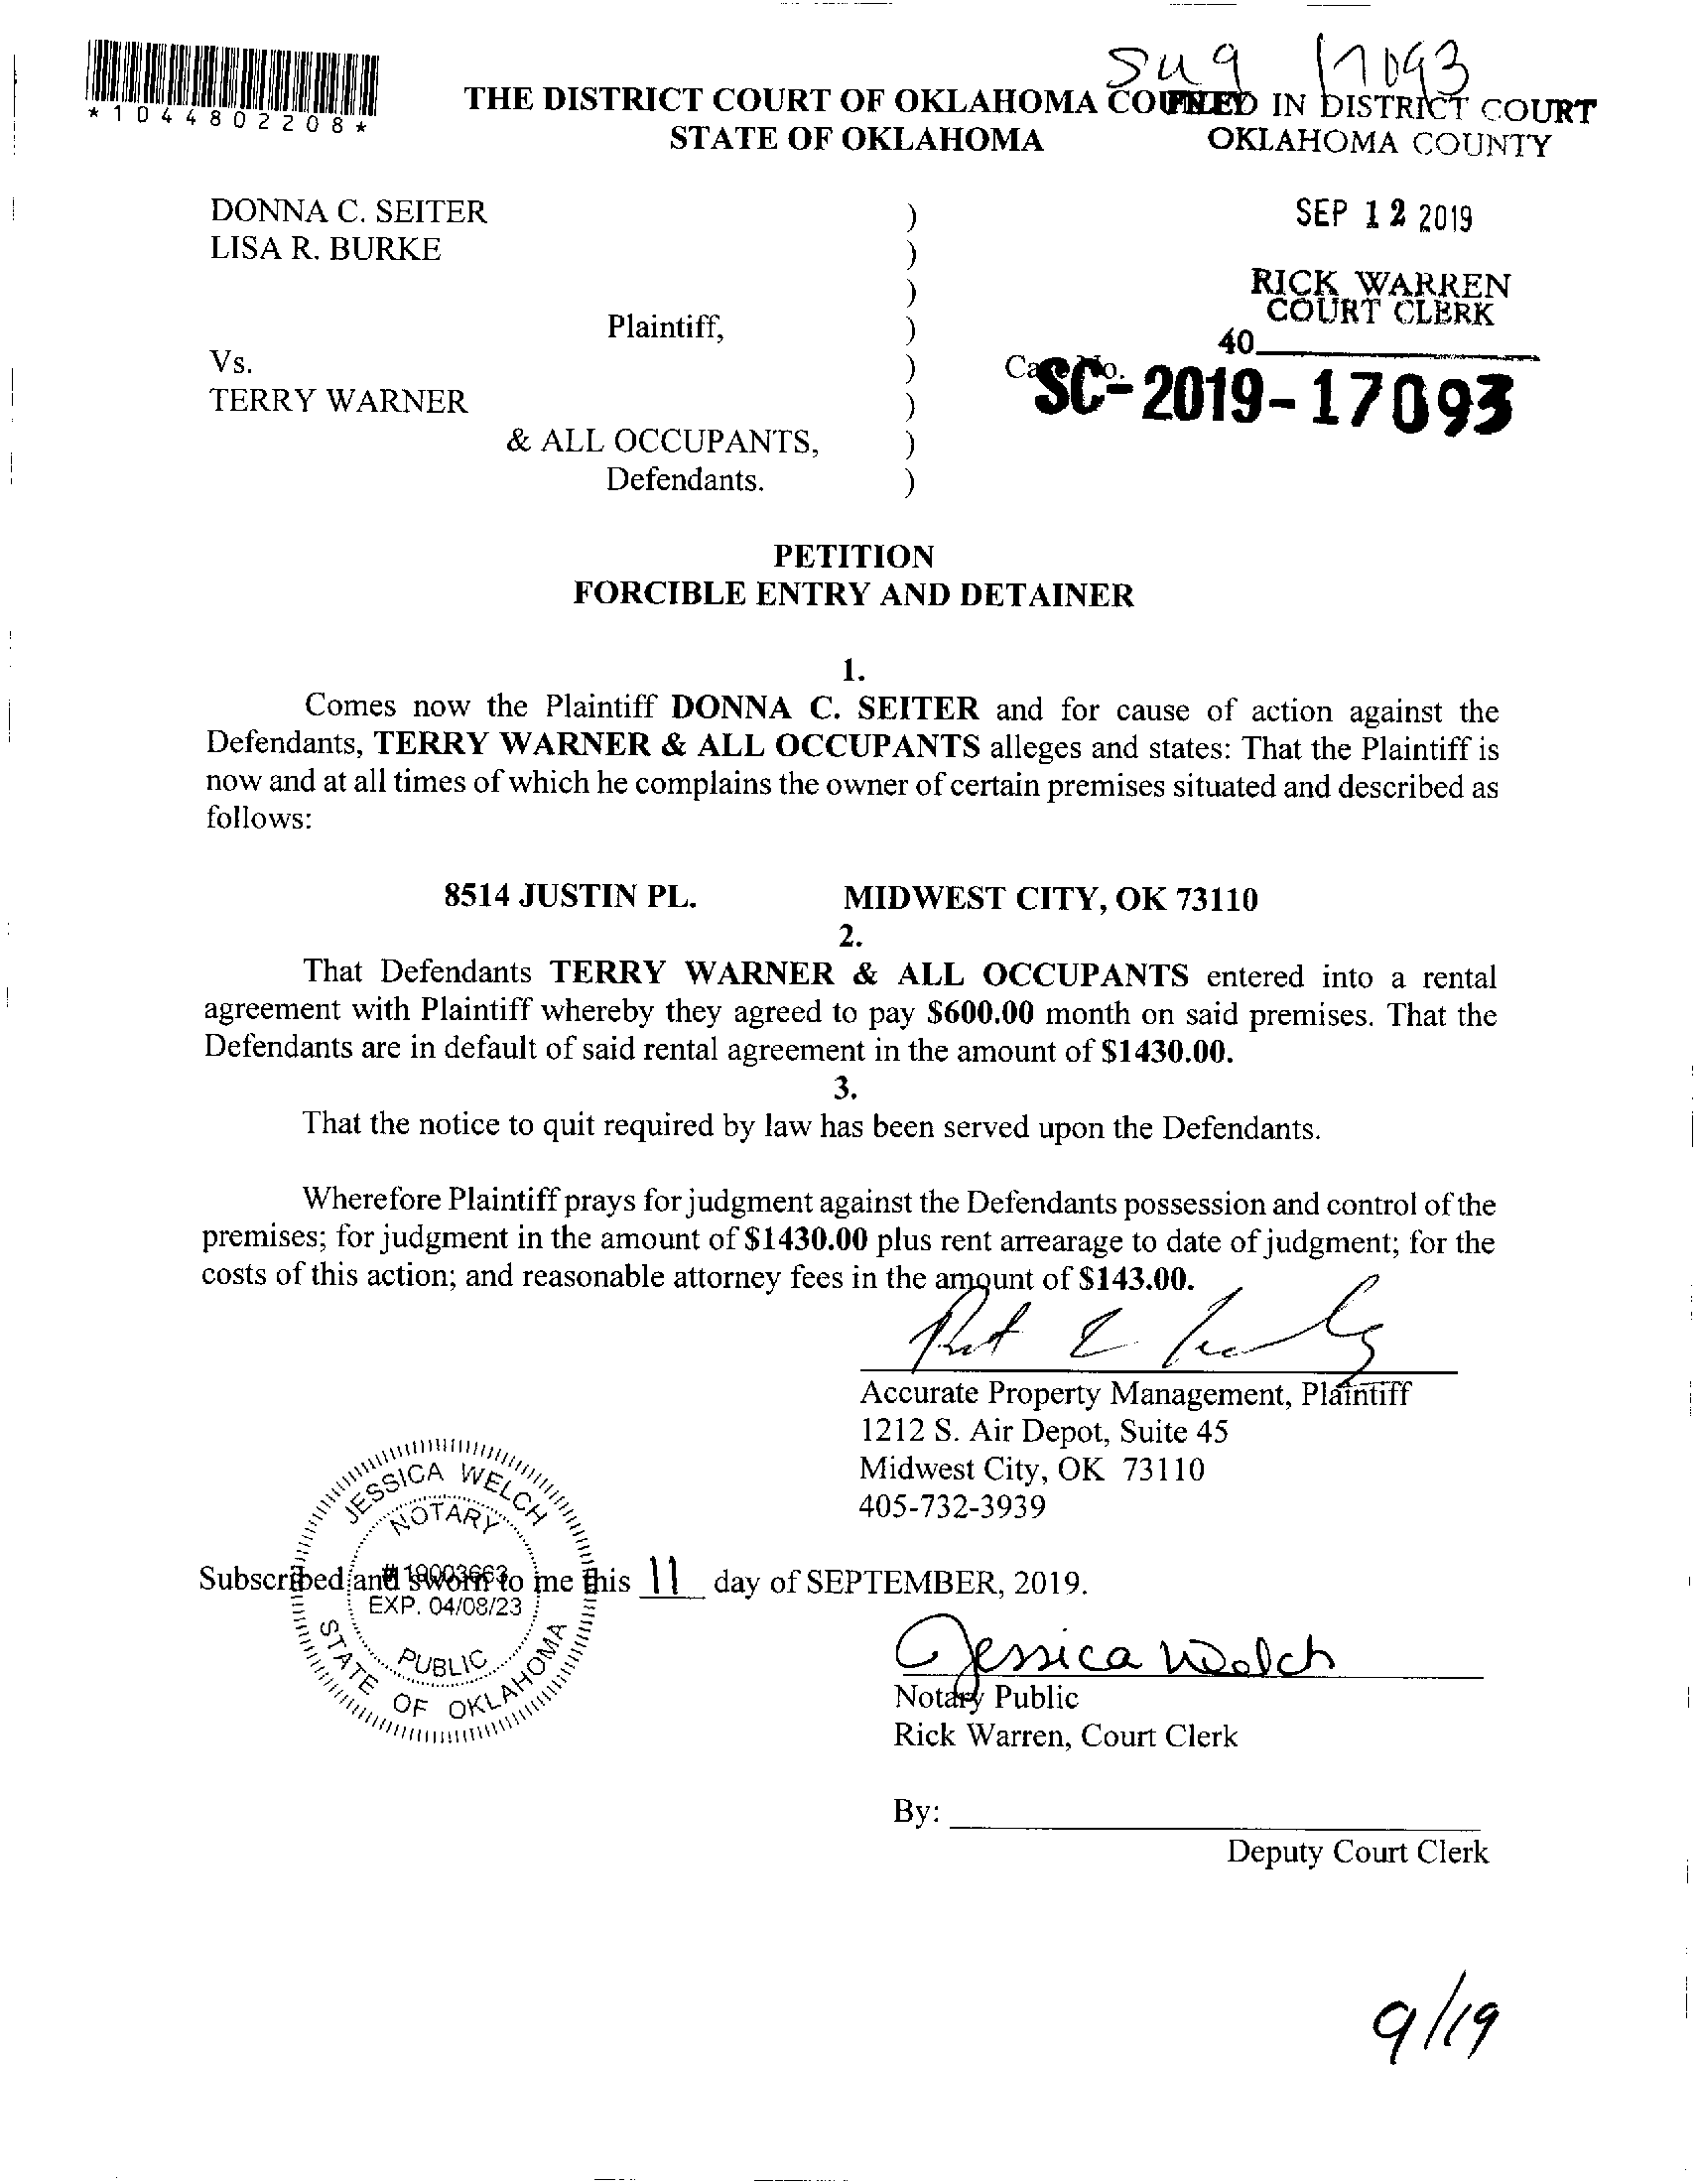 *1044802208*
SC19 17093
THE DISTRICT COURT OF OKLAHOMA
STATE OF OKLAHOMA
FILED IN DISTRICT COURT
OKLAHOMA COUNTY
SEP 12 2019
RICK WARREN
COURT CLERK
40
DONNA C. SEITER )
LISA R. BURKE )
)
Plaintiff, )
Vs. ) Case No. SC-2019-17093
TERRY WARNER )
& ALL OCCUPANTS, )
Defendants. )
PETITION
FORCIBLE ENTRY AND DETAINER
1.
Comes now the Plaintiff DONNA C. SEITER and for cause of action against the
Defendants, TERRY WARNER & ALL OCCUPANTS alleges and states: That the Plaintiff is
now and at all times of which he complains the owner of certain premises situated and described as
follows:
8514 JUSTIN PL. MIDWEST CITY, OK 73110
2.
That Defendants TERRY WARNER & ALL OCCUPANTS entered into a rental
agreement with Plaintiff whereby they agreed to pay $600.00 month on said premises. That the
Defendants are in default of said rental agreement in the amount of $1430.00.
3.
That the notice to quit required by law has been served upon the Defendants.
Wherefore Plaintiff prays for judgment against the Defendants possession and control of the
premises; for judgment in the amount of $1430.00 plus rent arrearage to date of judgment; for the
costs of this action; and reasonable attorney fees in the amount of $143.00.
Accurate Property Management, Plaintiff
1212 S. Air Depot, Suite 45
Midwest City, OK 73110
405-732-3939
JESSICA WELCH
NOTARY
# 19003663
EXP. 04/08/23
PUBLIC
STATE OF OKLAHOMA
Subscribed and sworn to me this 11 day of SEPTEMBER, 2019.
Jessica Welch
Notary Public
Rick Warren, Court Clerk
By:
Deputy Court Clerk
9/19